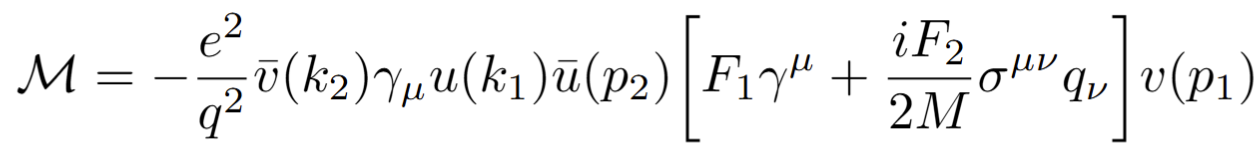 $\mathcal{M} = -\frac{e^2}{q^2} \bar{v}(k_2) \gamma_\mu u(k_1) \bar{u}(p_2) \left[ F_1 \gamma^\mu + \frac{iF_2}{2M} \sigma^{\mu\nu} q_\nu \right] v(p_1)$